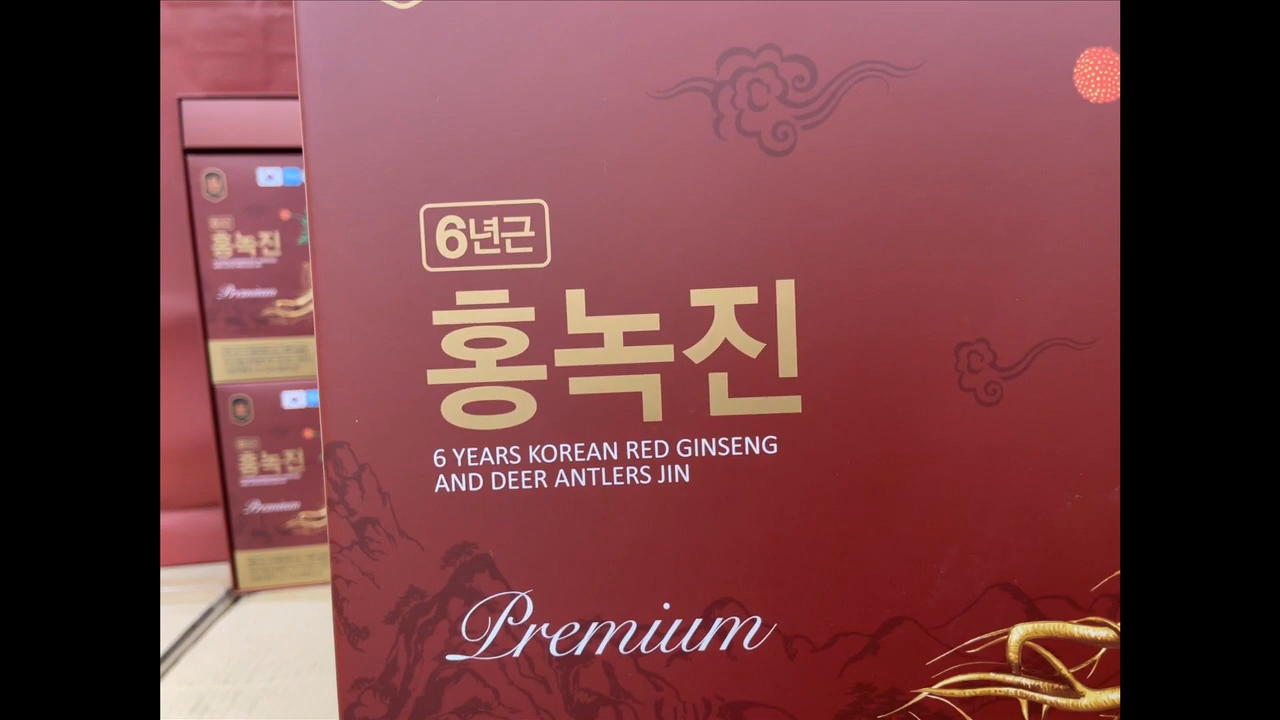 6년근
홍녹진
6 YEARS KOREAN RED GINSENG
AND DEER ANTLERS JIN
Premium
홍녹진
Premium
홍녹진
Premium